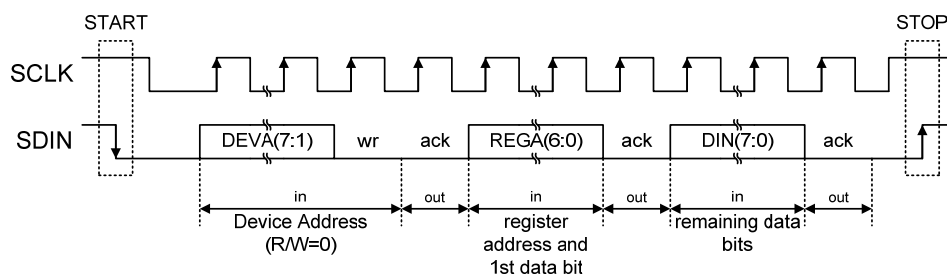 START
STOP
SCLK
SDIN
DEVA(7:1)
wr
ack
REGA(6:0)
ack
DIN(7:0)
ack
in
out
in
out
in
out
Device Address
(R/W=0)
register
address and
1st data bit
remaining data
bits